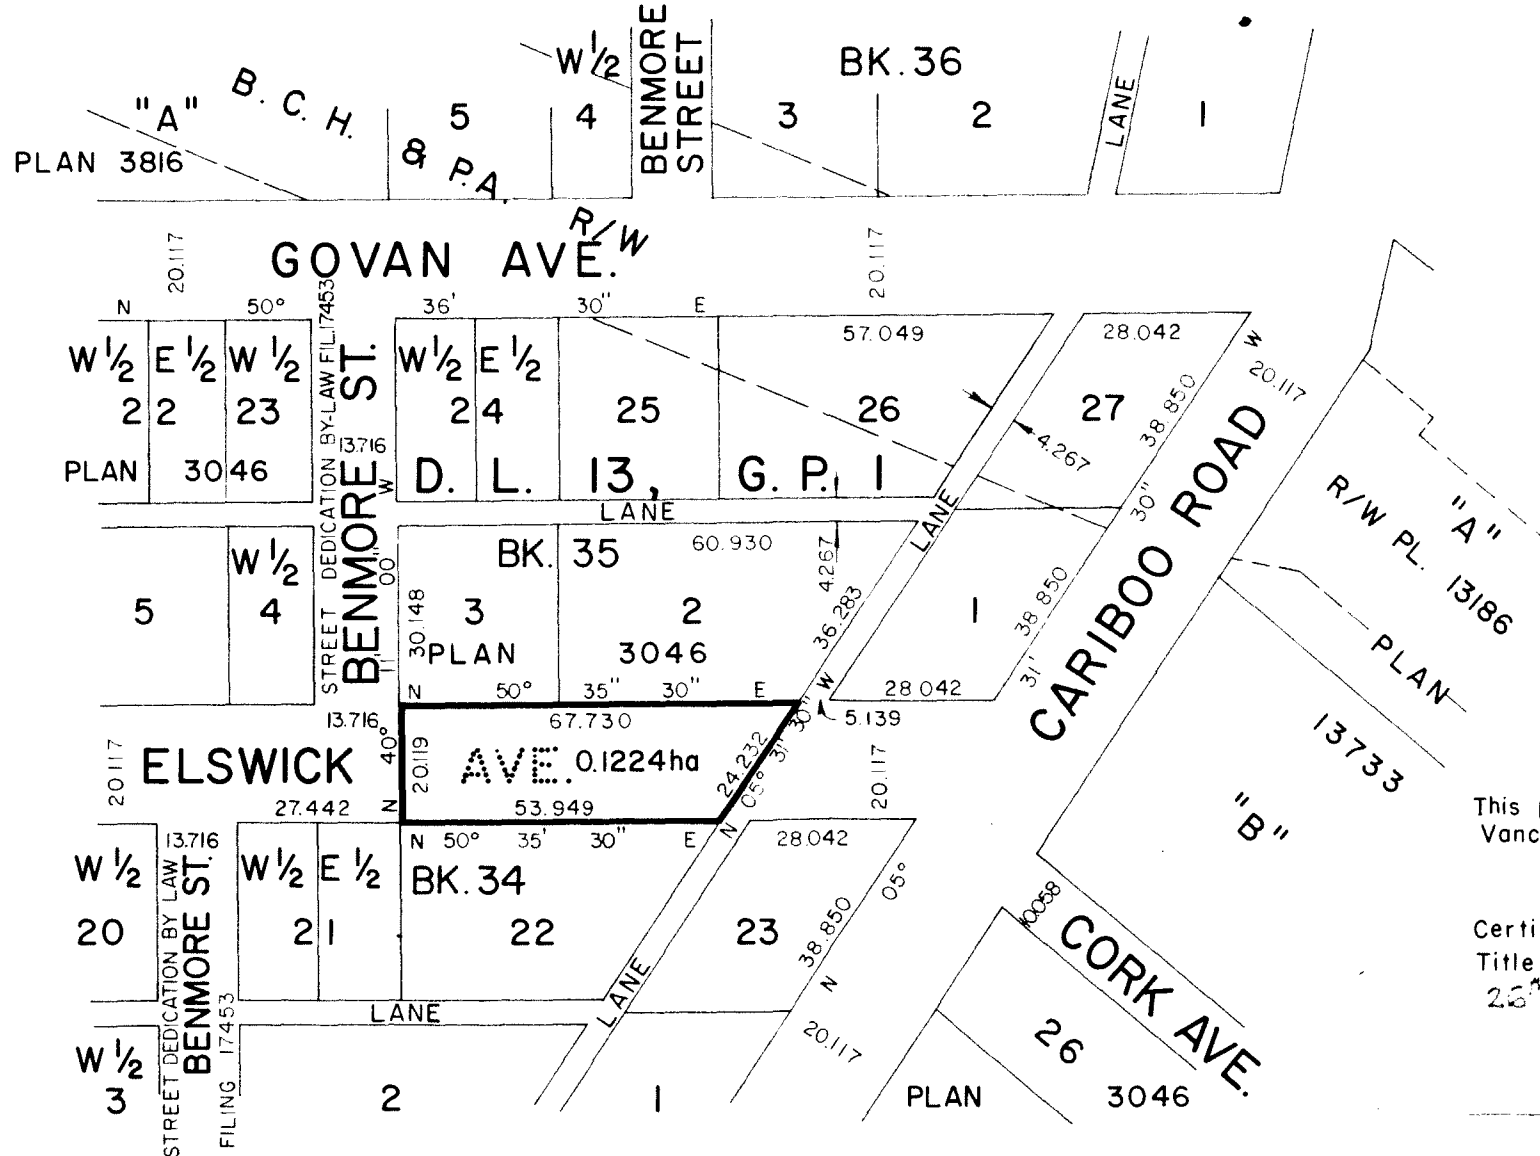 BENMORE
STREET
W 1/2
BK. 36
B. C. H.
& P.A.
R/W
"A"
5
4
3
2
LANE
1
PLAN 3816
GOVAN AVE.
20.117
20.117
N 50° 36' 30" E
57.049
28.042
W
20.117
W 1/2
E 1/2
W 1/2
W 1/2
E 1/2
22
23
24
25
26
27
PLAN 3046
STREET DEDICATION BY-LAW FIL.17453
BENMORE ST.
13.716
W
00"
11'
40°
N
D. L. 13, G. P. 1
38.850
4.267
LANE
LANE
BK. 35
60.930
4.267
W 1/2
5
4
3
2
1
30.148
PLAN 3046
36.283
38.850
30"
31'
CARIBOO ROAD
R/W PL. 13186
"A"
PLAN
13733
"B"
N 50° 35" 30" E
W
28.042
5.139
13.716
67.730
20.117
ELSWICK AVE.
20.119
0.1224ha
24.232
05° 31' 30"
20.117
27.442
53.949
N 50° 35' 30" E
N
28.042
13.716
W 1/2
20
W 1/2
E 1/2
21
BK. 34
22
23
38.850
05°
N
STREET DEDICATION BY LAW
FILING 17453
BENMORE ST.
10.058
CORK AVE.
LANE
LANE
20.117
W 1/2
3
2
1
26
PLAN 3046
This
Vanc
Certi
Title